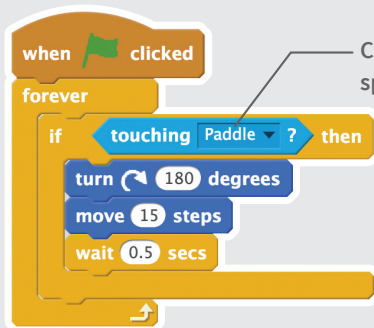 when clicked
forever
if touching Paddle ? then
turn 180 degrees
move 15 steps
wait 0.5 secs